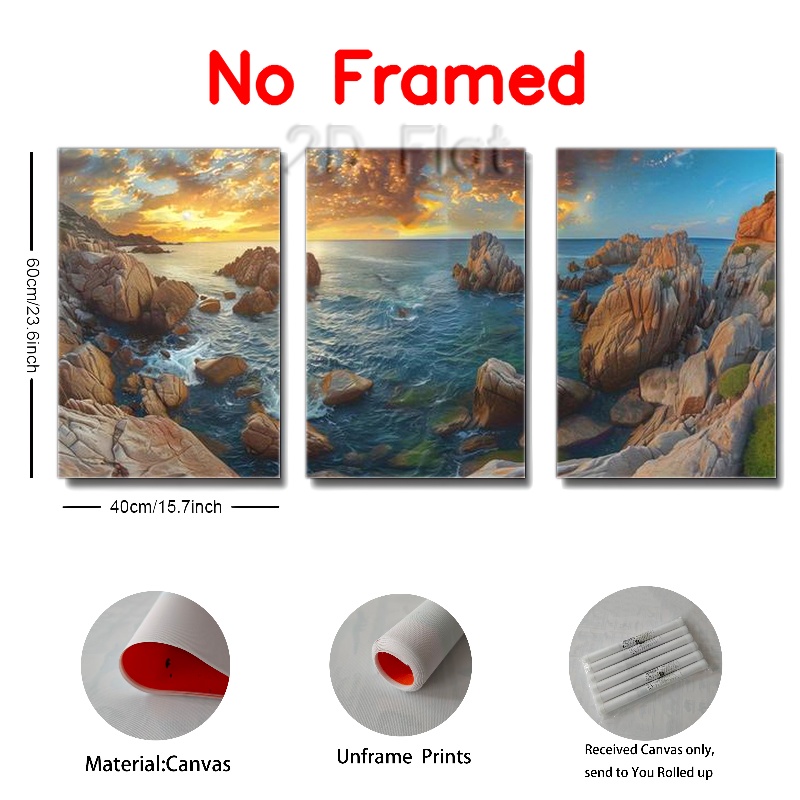 No Framed
2D Flat
60cm/23.6inch
40cm/15.7inch
Material:Canvas
Unframe Prints
Received Canvas only,
send to You Rolled up